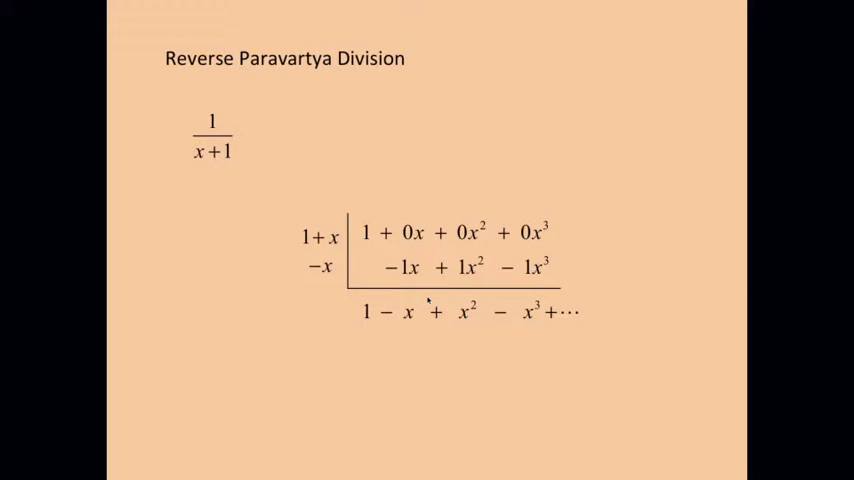 Reverse Paravartya Division
1
x + 1
1 + x | 1 + 0x + 0x² + 0x³
−x | −1x + 1x² − 1x³
1 − x + x² − x³ + ⋯